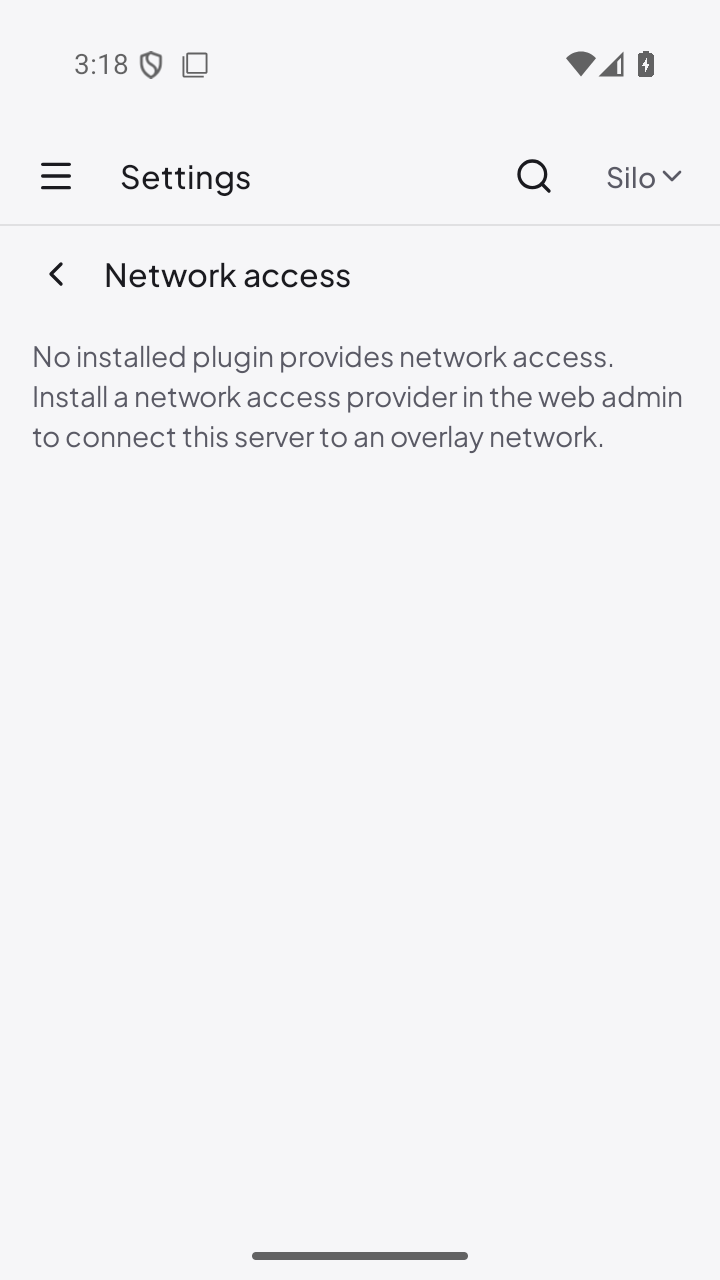 3:18
Settings
Silo
Network access
No installed plugin provides network access.
Install a network access provider in the web admin
to connect this server to an overlay network.